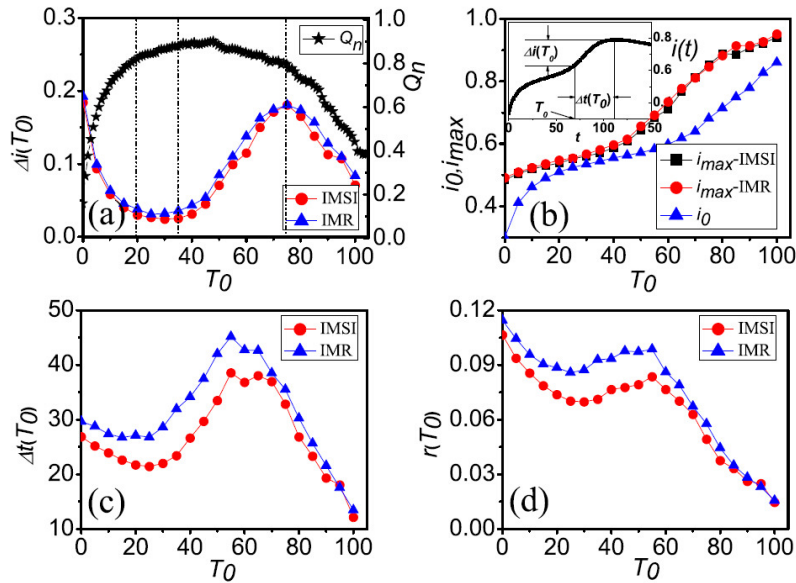 0.3
0.2
0.1
0.0
Δi(T0)
Qn
1.0
0.8
0.6
0.4
0.2
0.0
Qn
IMSI
IMR
(a)
0 20 40 60 80 100
T0
1.0
0.8
0.6
0.4
i0,imax
Δi(T0)
i(t)
0.8
0.6
0.4
Δt(T0)
T0
0 50 100 50
t
imax-IMSI
imax-IMR
i0
(b)
0 20 40 60 80 100
T0
50
40
30
20
10
Δt(T0)
IMSI
IMR
(c)
0 20 40 60 80 100
T0
0.12
0.09
0.06
0.03
0.00
r(T0)
IMSI
IMR
(d)
0 20 40 60 80 100
T0